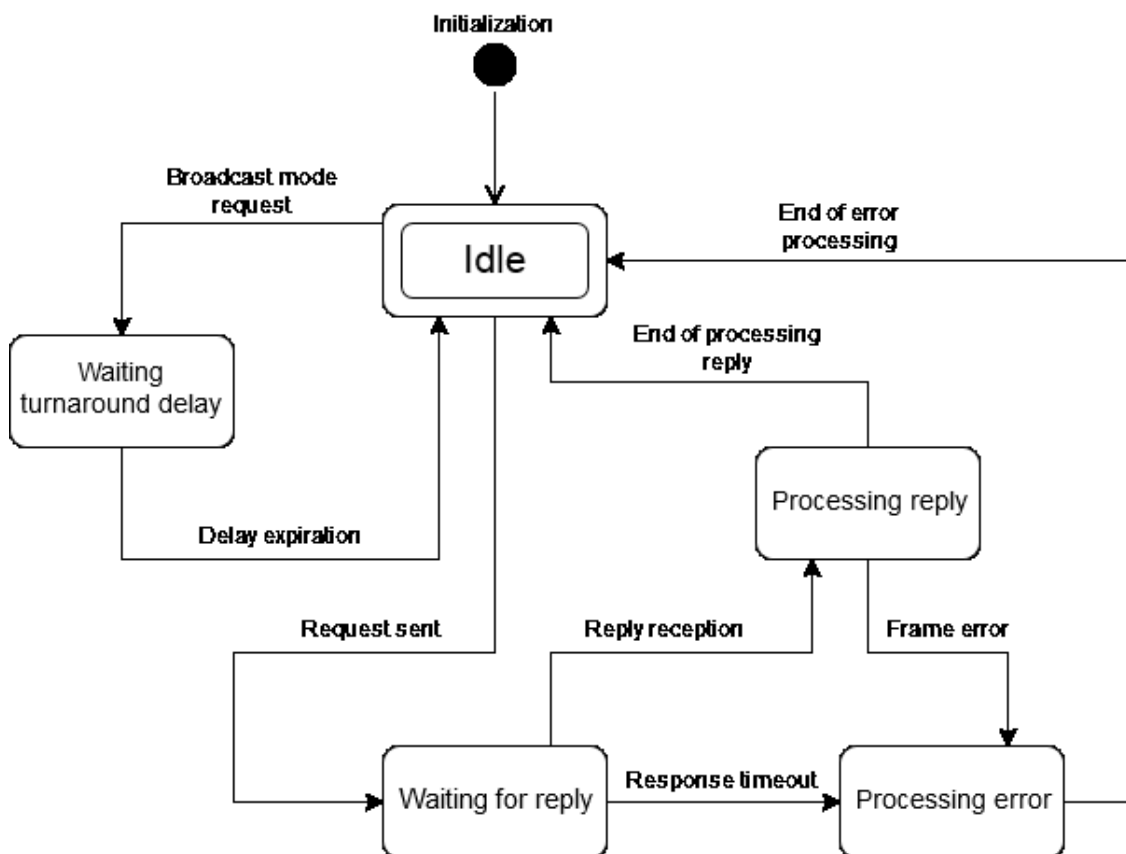 Initialization
Broadcast mode
request
Idle
End of error
processing
Waiting
turnaround delay
End of processing
reply
Processing reply
Delay expiration
Request sent
Reply reception
Frame error
Waiting for reply
Response timeout
Processing error